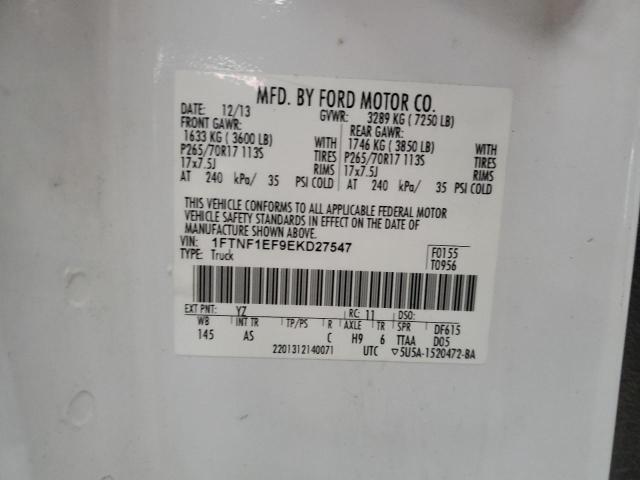 MFD. BY FORD MOTOR CO.
DATE: 12/13 GVWR: 3289 KG ( 7250 LB)
FRONT GAWR: REAR GAWR:
1633 KG ( 3600 LB) WITH 1746 KG ( 3850 LB) WITH
P265/70R17 113S TIRES P265/70R17 113S TIRES
17x7.5J RIMS 17x7.5J RIMS
AT 240 kPa/ 35 PSI COLD AT 240 kPa/ 35 PSI COLD
THIS VEHICLE CONFORMS TO ALL APPLICABLE FEDERAL MOTOR
VEHICLE SAFETY STANDARDS IN EFFECT ON THE DATE OF
MANUFACTURE SHOWN ABOVE.
VIN: 1FTNF1EF9EKD27547 F0155
TYPE: Truck T0956
EXT PNT: YZ RC: 11 DSO:
WB INT TR TP/PS R AXLE TR SPR DF615
145 AS C H9 6 TTAA D05
2201312140071 UTC ▽5U5A-1520472-BA